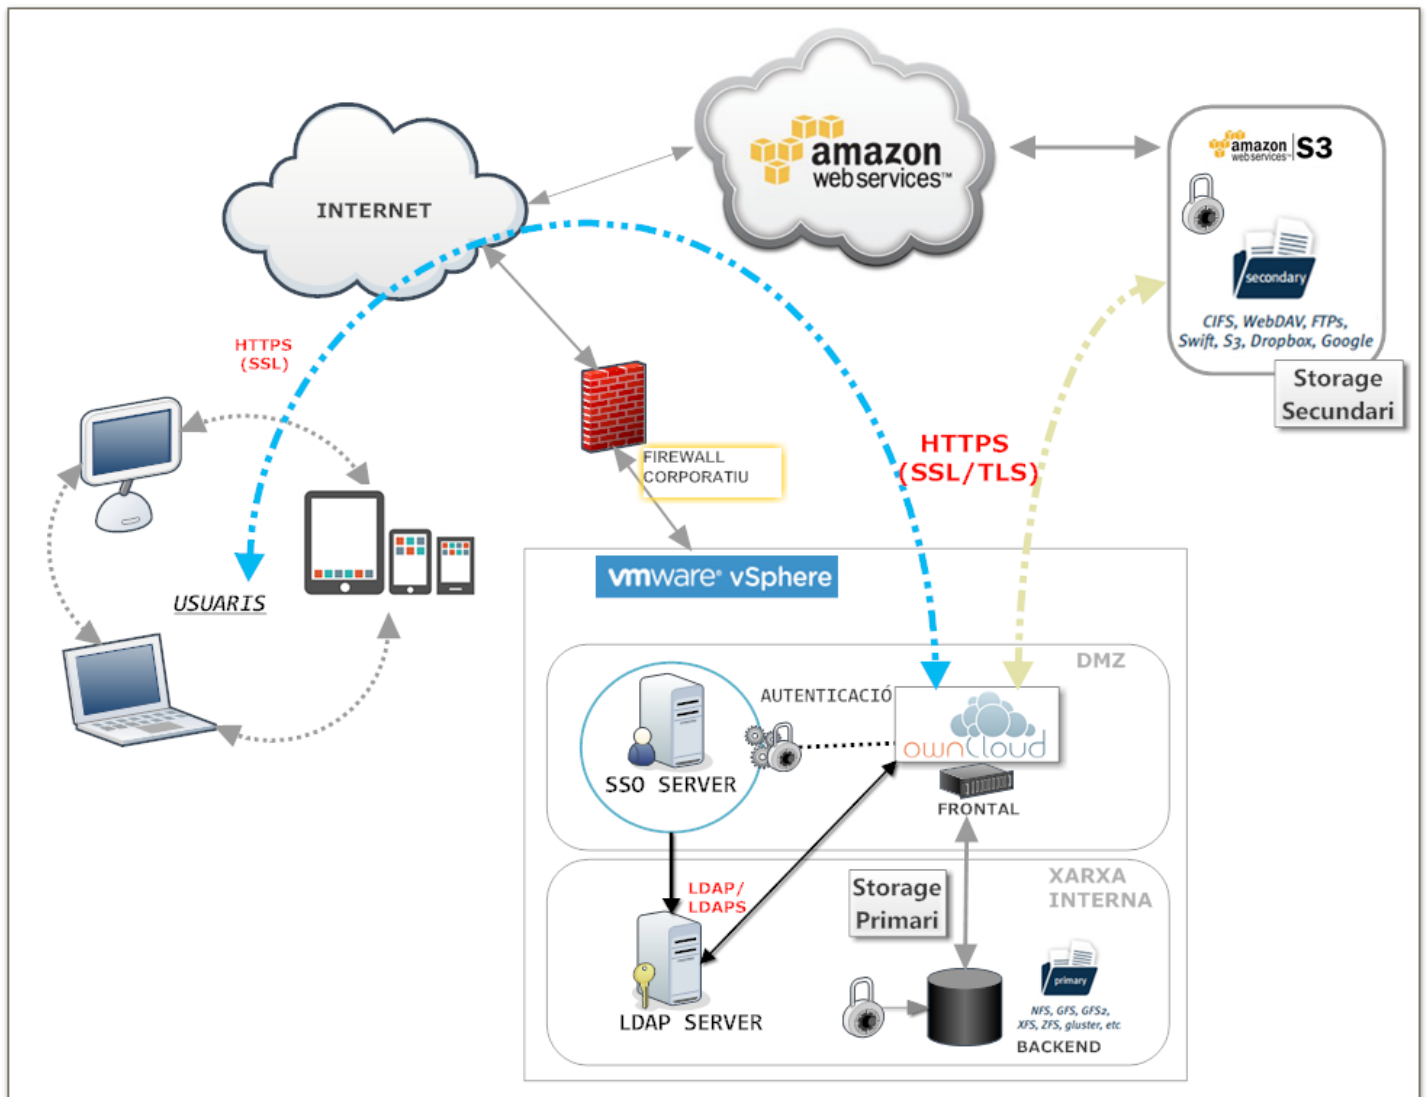 INTERNET
amazon
webservices™
amazon
webservices™
S3
secondary
CIFS, WebDAV, FTPs,
Swift, S3, Dropbox, Google
Storage
Secundari
HTTPS
(SSL)
FIREWALL
CORPORATIU
HTTPS
(SSL/TLS)
USUARIS
vmware® vSphere
DMZ
AUTENTICACIÓ
ownCloud
SSO SERVER
FRONTAL
LDAP/
LDAPS
Storage
Primari
XARXA
INTERNA
primary
NFS, GFS, GFS2,
XFS, ZFS, gluster, etc
LDAP SERVER
BACKEND